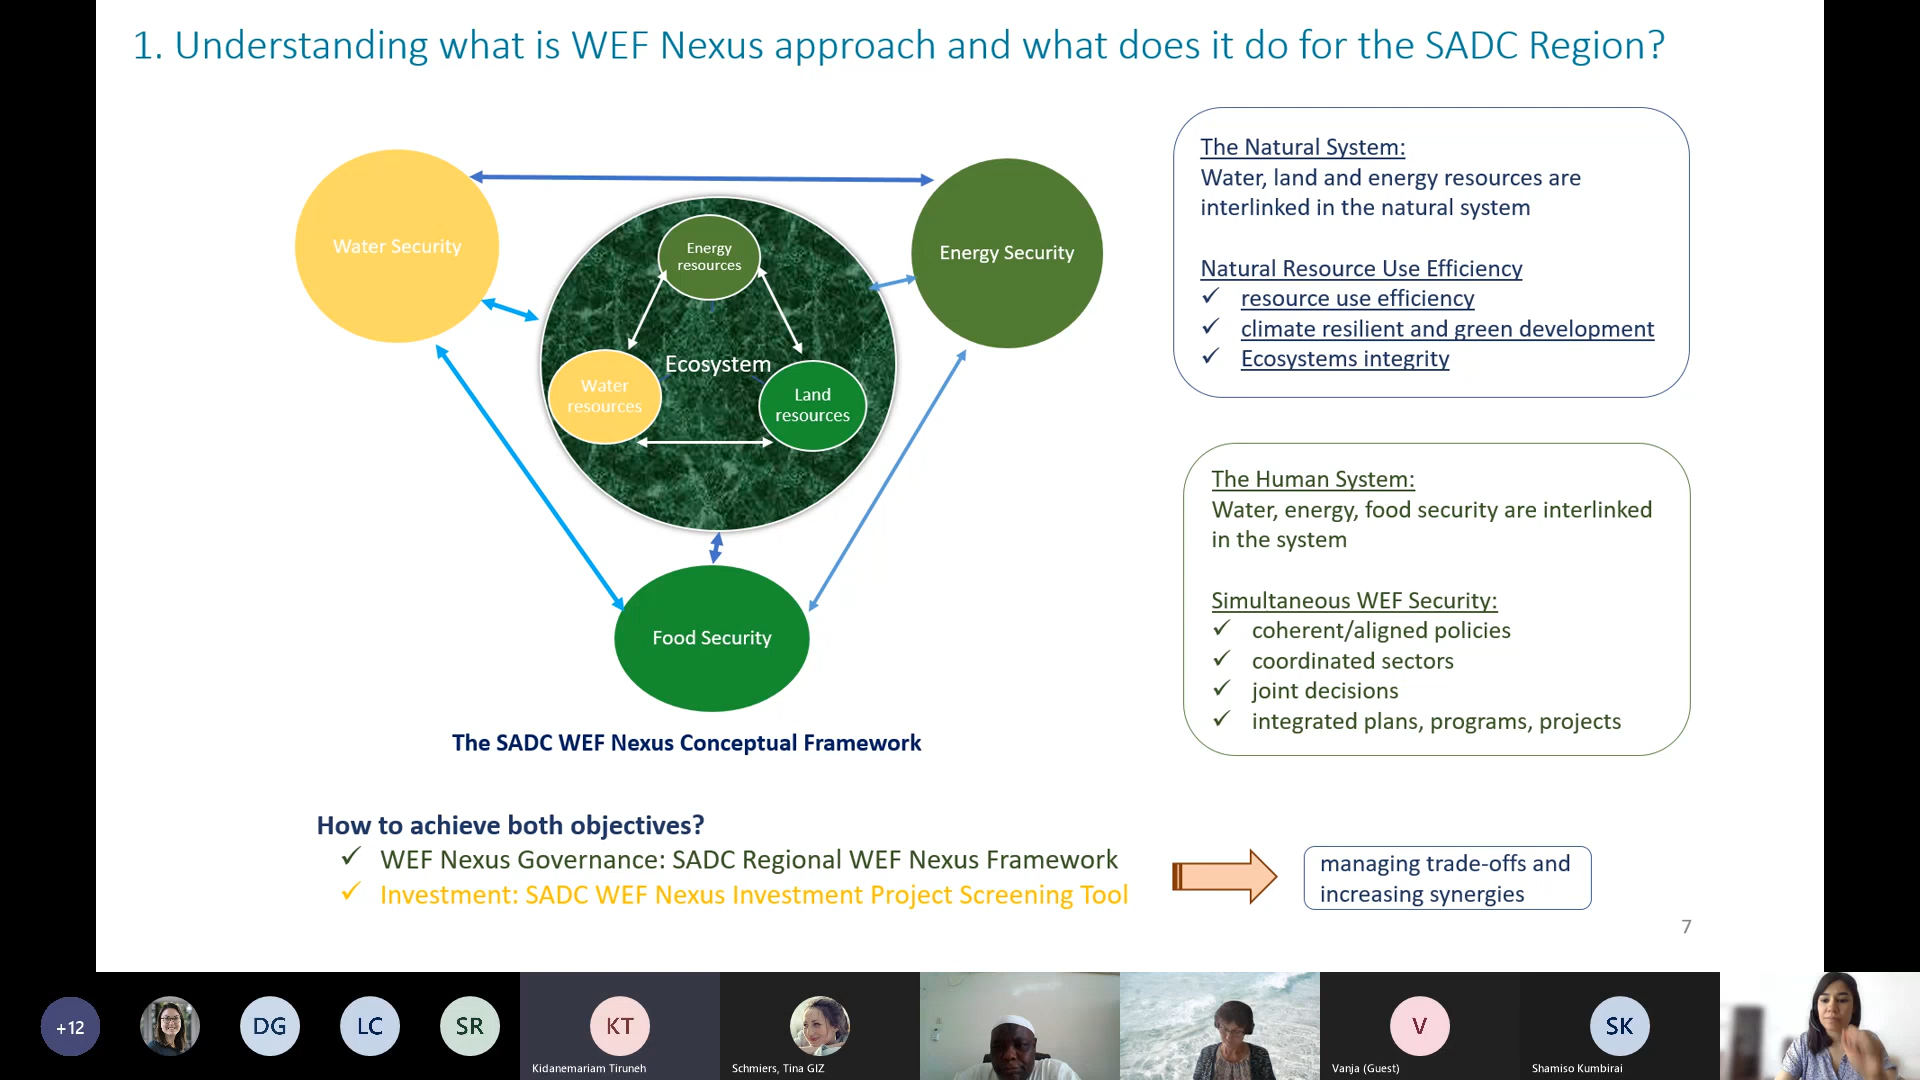 1. Understanding what is WEF Nexus approach and what does it do for the SADC Region?
Water Security
Energy Security
Energy
resources
Ecosystem
Water
resources
Land
resources
Food Security
The SADC WEF Nexus Conceptual Framework
The Natural System:
Water, land and energy resources are
interlinked in the natural system
Natural Resource Use Efficiency
✓ resource use efficiency
✓ climate resilient and green development
✓ Ecosystems integrity
The Human System:
Water, energy, food security are interlinked
in the system
Simultaneous WEF Security:
✓ coherent/aligned policies
✓ coordinated sectors
✓ joint decisions
✓ integrated plans, programs, projects
How to achieve both objectives?
✓ WEF Nexus Governance: SADC Regional WEF Nexus Framework
✓ Investment: SADC WEF Nexus Investment Project Screening Tool
managing trade-offs and
increasing synergies
7
+12
DG
LC
SR
KT
Kidanemariam Tiruneh
Schmiers, Tina GIZ
V
Vanja (Guest)
SK
Shamiso Kumbirai